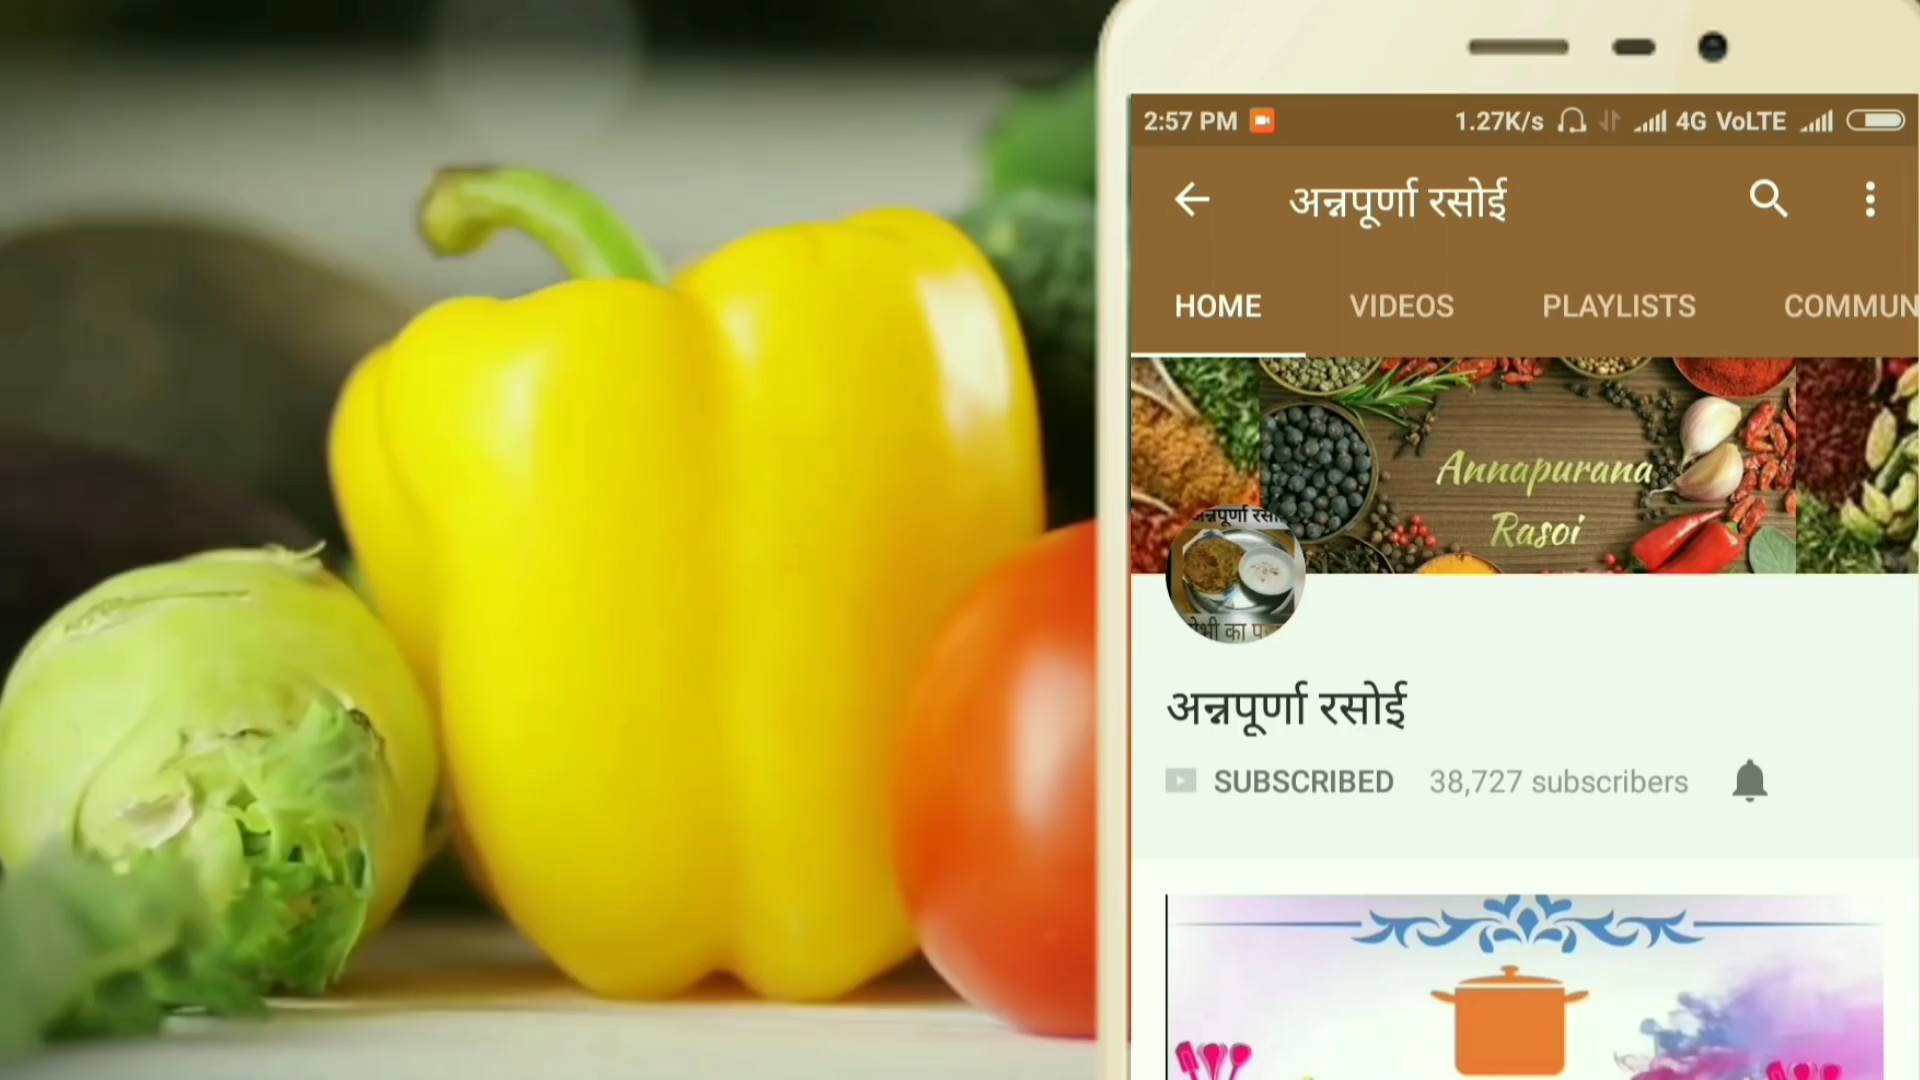 2:57 PM 1.27K/s 4G VoLTE
अन्नपूर्णा रसोई
HOME VIDEOS PLAYLISTS COMMUN
Annapurana
Rasoi
अन्नपूर्णा रसोई
SUBSCRIBED 38,727 subscribers